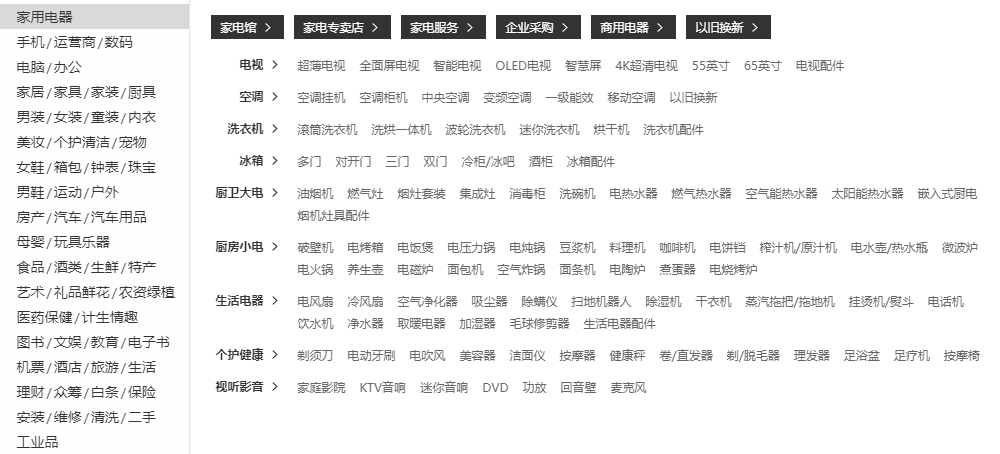 家用电器
手机/运营商/数码
电脑/办公
家居/家具/家装/厨具
男装/女装/童装/内衣
美妆/个护清洁/宠物
女鞋/箱包/钟表/珠宝
男鞋/运动/户外
房产/汽车/汽车用品
母婴/玩具乐器
食品/酒类/生鲜/特产
艺术/礼品鲜花/农资绿植
医药保健/计生情趣
图书/文娱/教育/电子书
机票/酒店/旅游/生活
理财/众筹/白条/保险
安装/维修/清洗/二手
工业品
家电馆 > 家电专卖店 > 家电服务 > 企业采购 > 商用电器 > 以旧换新 >
电视 > 超薄电视 全面屏电视 智能电视 OLED电视 智慧屏 4K超清电视 55英寸 65英寸 电视配件
空调 > 空调挂机 空调柜机 中央空调 变频空调 一级能效 移动空调 以旧换新
洗衣机 > 滚筒洗衣机 洗烘一体机 波轮洗衣机 迷你洗衣机 烘干机 洗衣机配件
冰箱 > 多门 对开门 三门 双门 冷柜/冰吧 酒柜 冰箱配件
厨卫大电 > 油烟机 燃气灶 烟灶套装 集成灶 消毒柜 洗碗机 电热水器 燃气热水器 空气能热水器 太阳能热水器 嵌入式厨电
烟机灶具配件
厨房小电 > 破壁机 电烤箱 电饭煲 电压力锅 电炖锅 豆浆机 料理机 咖啡机 电饼铛 榨汁机/原汁机 电水壶/热水瓶 微波炉
电火锅 养生壶 电磁炉 面包机 空气炸锅 面条机 电陶炉 煮蛋器 电烧烤炉
生活电器 > 电风扇 冷风扇 空气净化器 吸尘器 除螨仪 扫地机器人 除湿机 干衣机 蒸汽拖把/拖地机 挂烫机/熨斗 电话机
饮水机 净水器 取暖电器 加湿器 毛球修剪器 生活电器配件
个护健康 > 剃须刀 电动牙刷 电吹风 美容器 洁面仪 按摩器 健康秤 卷/直发器 剃/脱毛器 理发器 足浴盆 足疗机 按摩椅
视听影音 > 家庭影院 KTV音响 迷你音响 DVD 功放 回音壁 麦克风